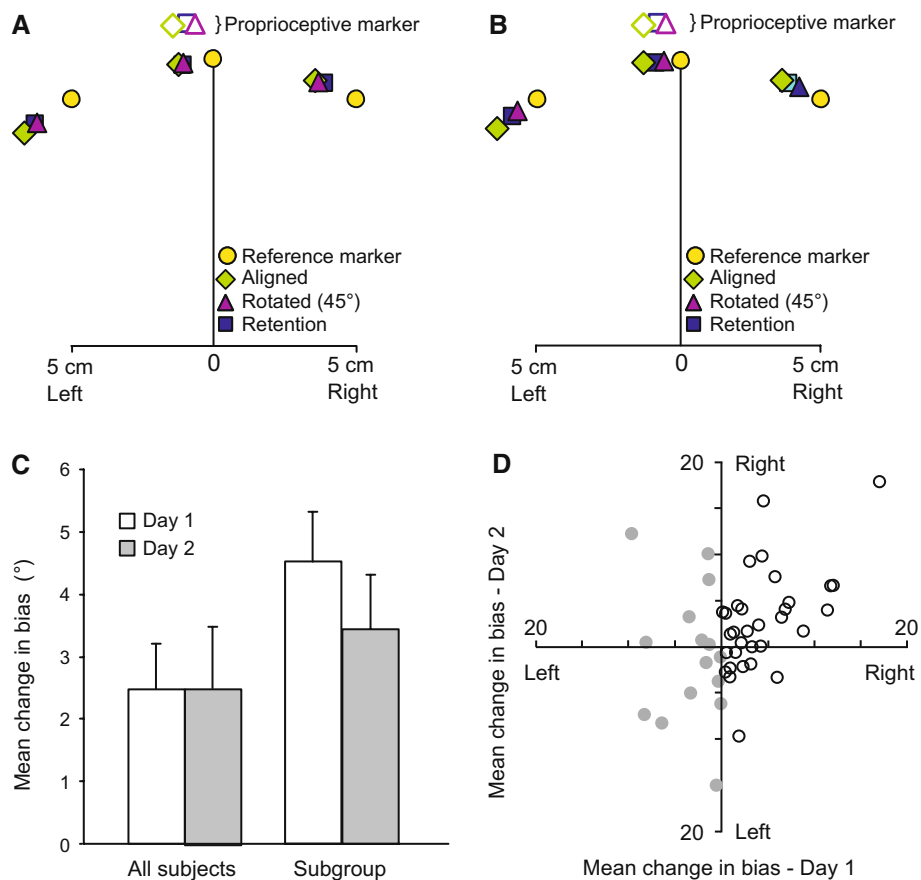 A
} Proprioceptive marker
Reference marker
Aligned
Rotated (45°)
Retention
5 cm
Left
0
5 cm
Right
B
} Proprioceptive marker
Reference marker
Aligned
Rotated (45°)
Retention
5 cm
Left
0
5 cm
Right
C
Mean change in bias (°)
6
5
4
3
2
1
0
Day 1
Day 2
All subjects
Subgroup
D
Mean change in bias - Day 2
20
Right
20
Left
20
Right
20
Left
Mean change in bias - Day 1